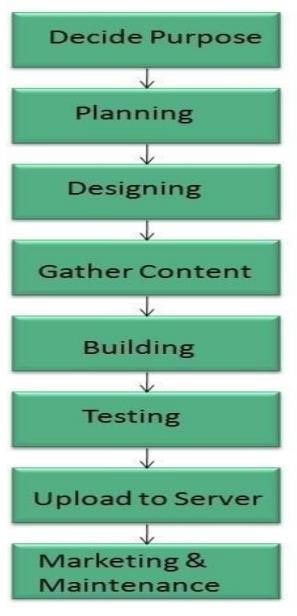 Decide Purpose
Planning
Designing
Gather Content
Building
Testing
Upload to Server
Marketing &
Maintenance